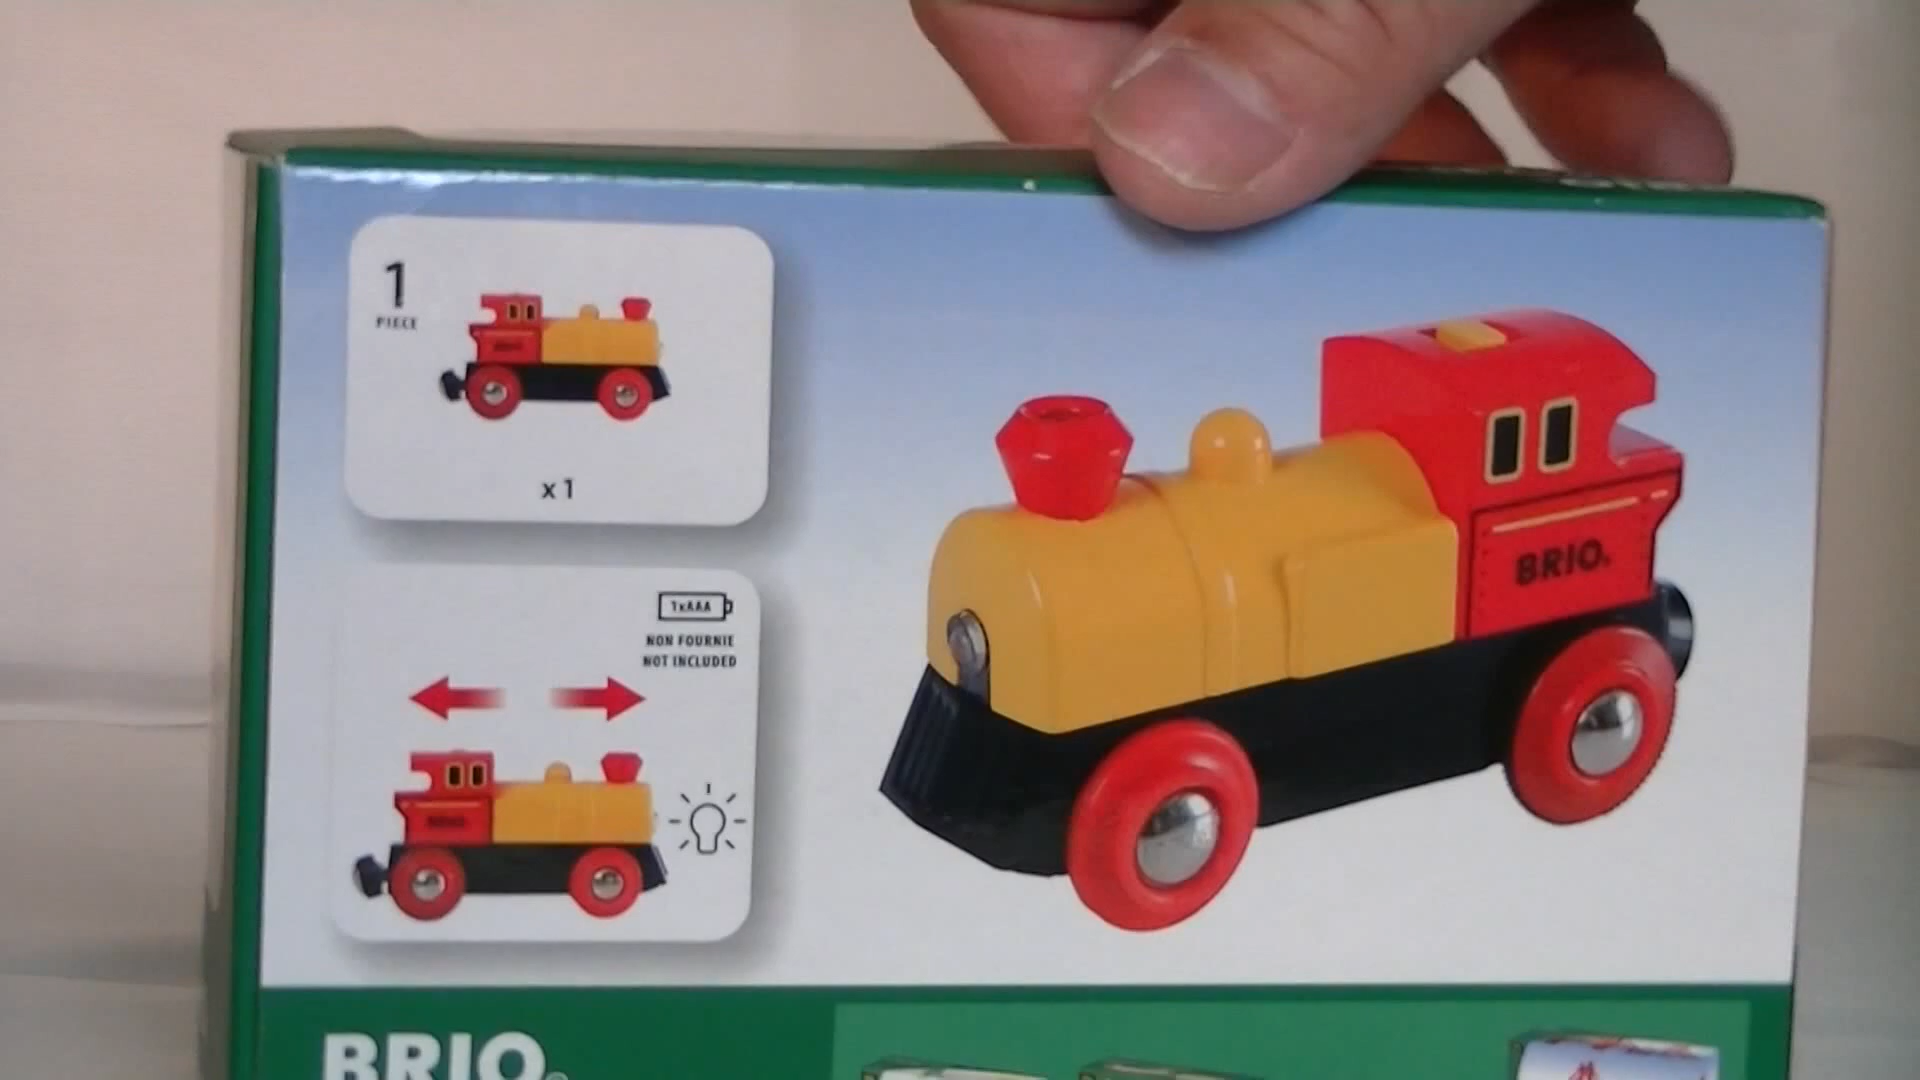 1
PIECE
BRIO
x 1
1xAAA
NON FOURNIE
NOT INCLUDED
BRIO
BRIO®
BRIO®